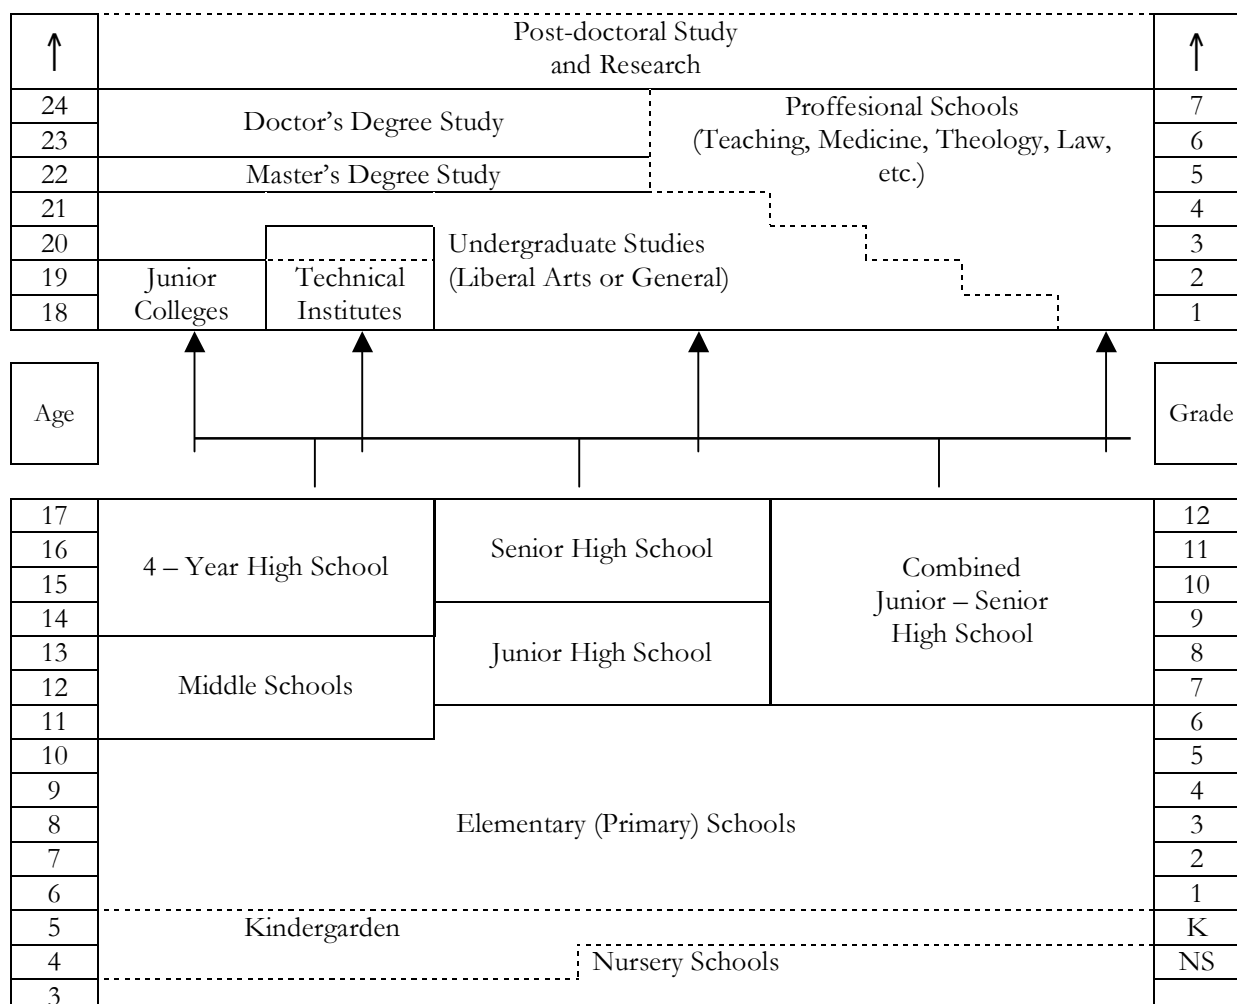 ↑
Post-doctoral Study
and Research
↑
24
Doctor's Degree Study
Proffesional Schools
7
23
(Teaching, Medicine, Theology, Law,
6
22
Master's Degree Study
etc.)
5
21
4
20
Undergraduate Studies
3
19
Junior
Technical
(Liberal Arts or General)
2
18
Colleges
Institutes
1
Age
Grade
17
12
16
Senior High School
11
15
4 – Year High School
Combined
10
14
Junior – Senior
9
13
Junior High School
High School
8
12
Middle Schools
7
11
6
10
5
9
4
8
Elementary (Primary) Schools
3
7
2
6
1
5
Kindergarden
K
4
Nursery Schools
NS
3